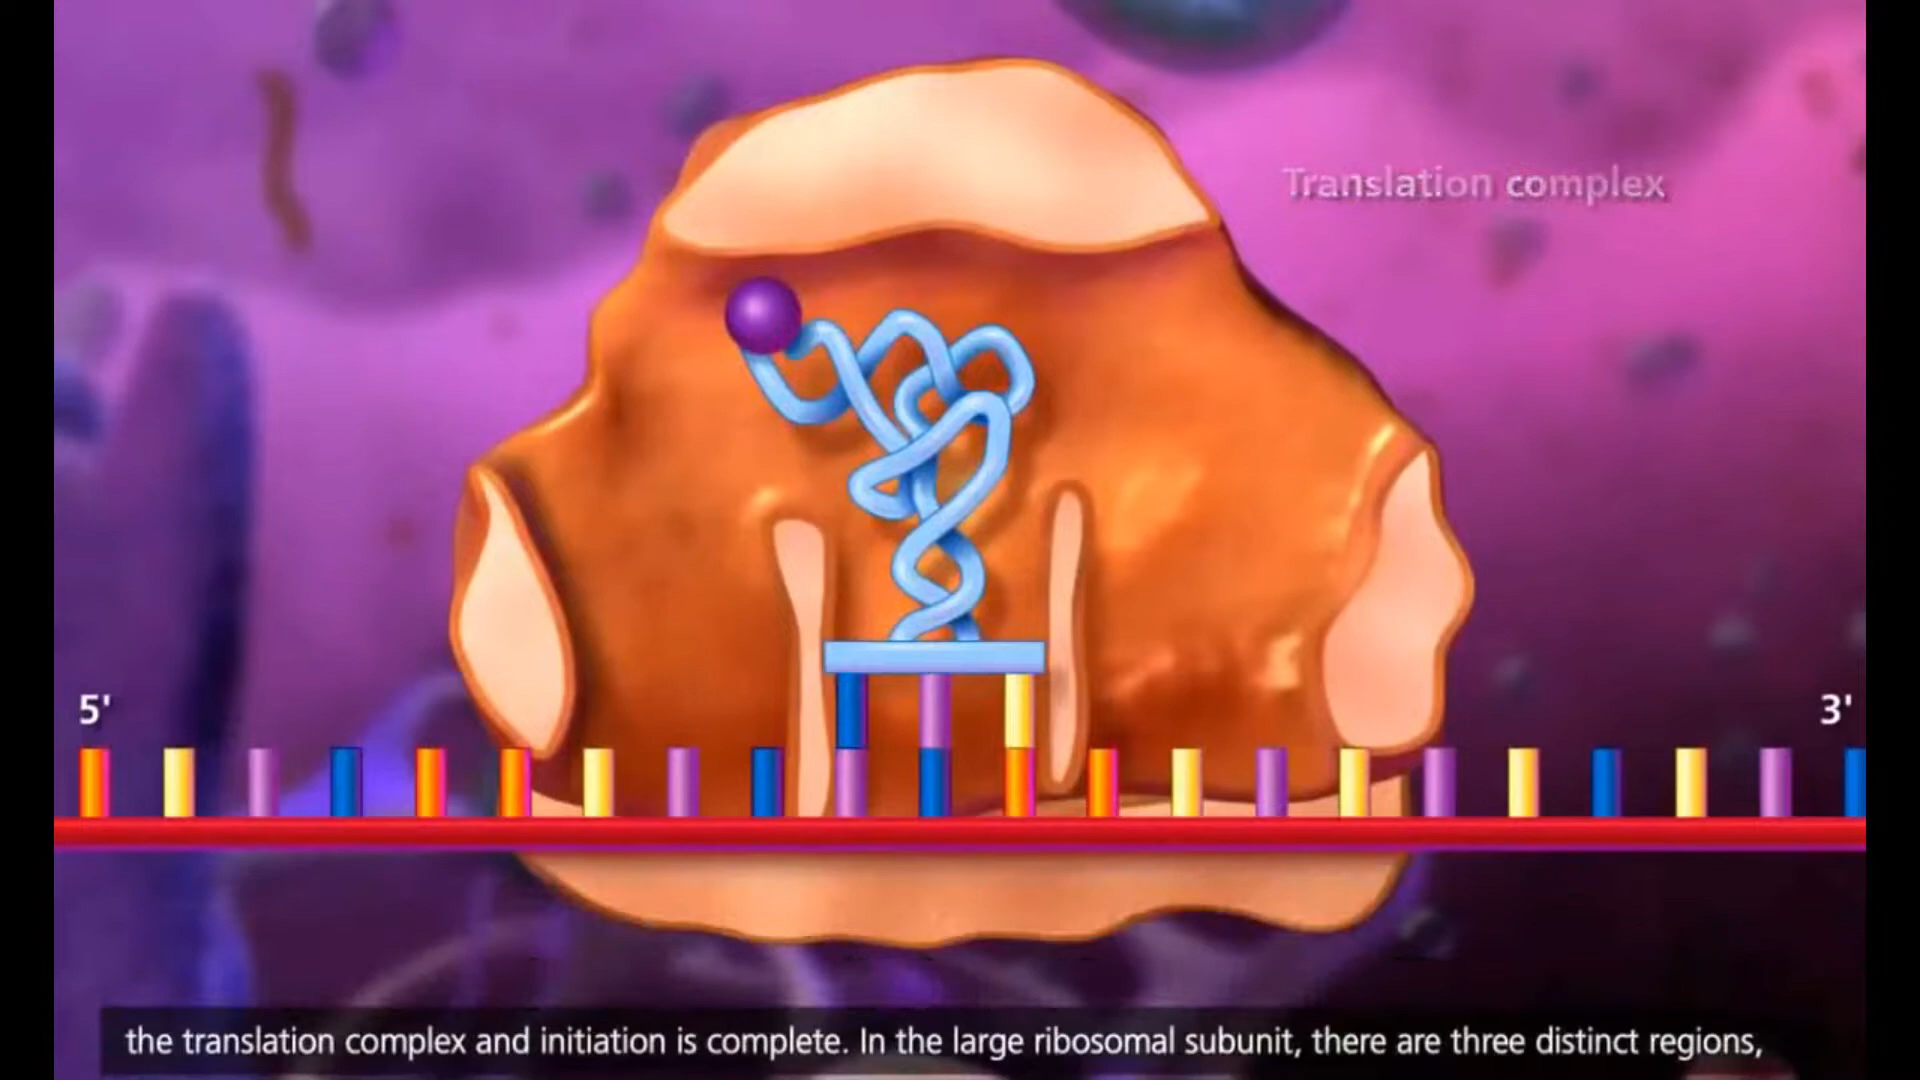 Translation complex
5'
3'
the translation complex and initiation is complete. In the large ribosomal subunit, there are three distinct regions,